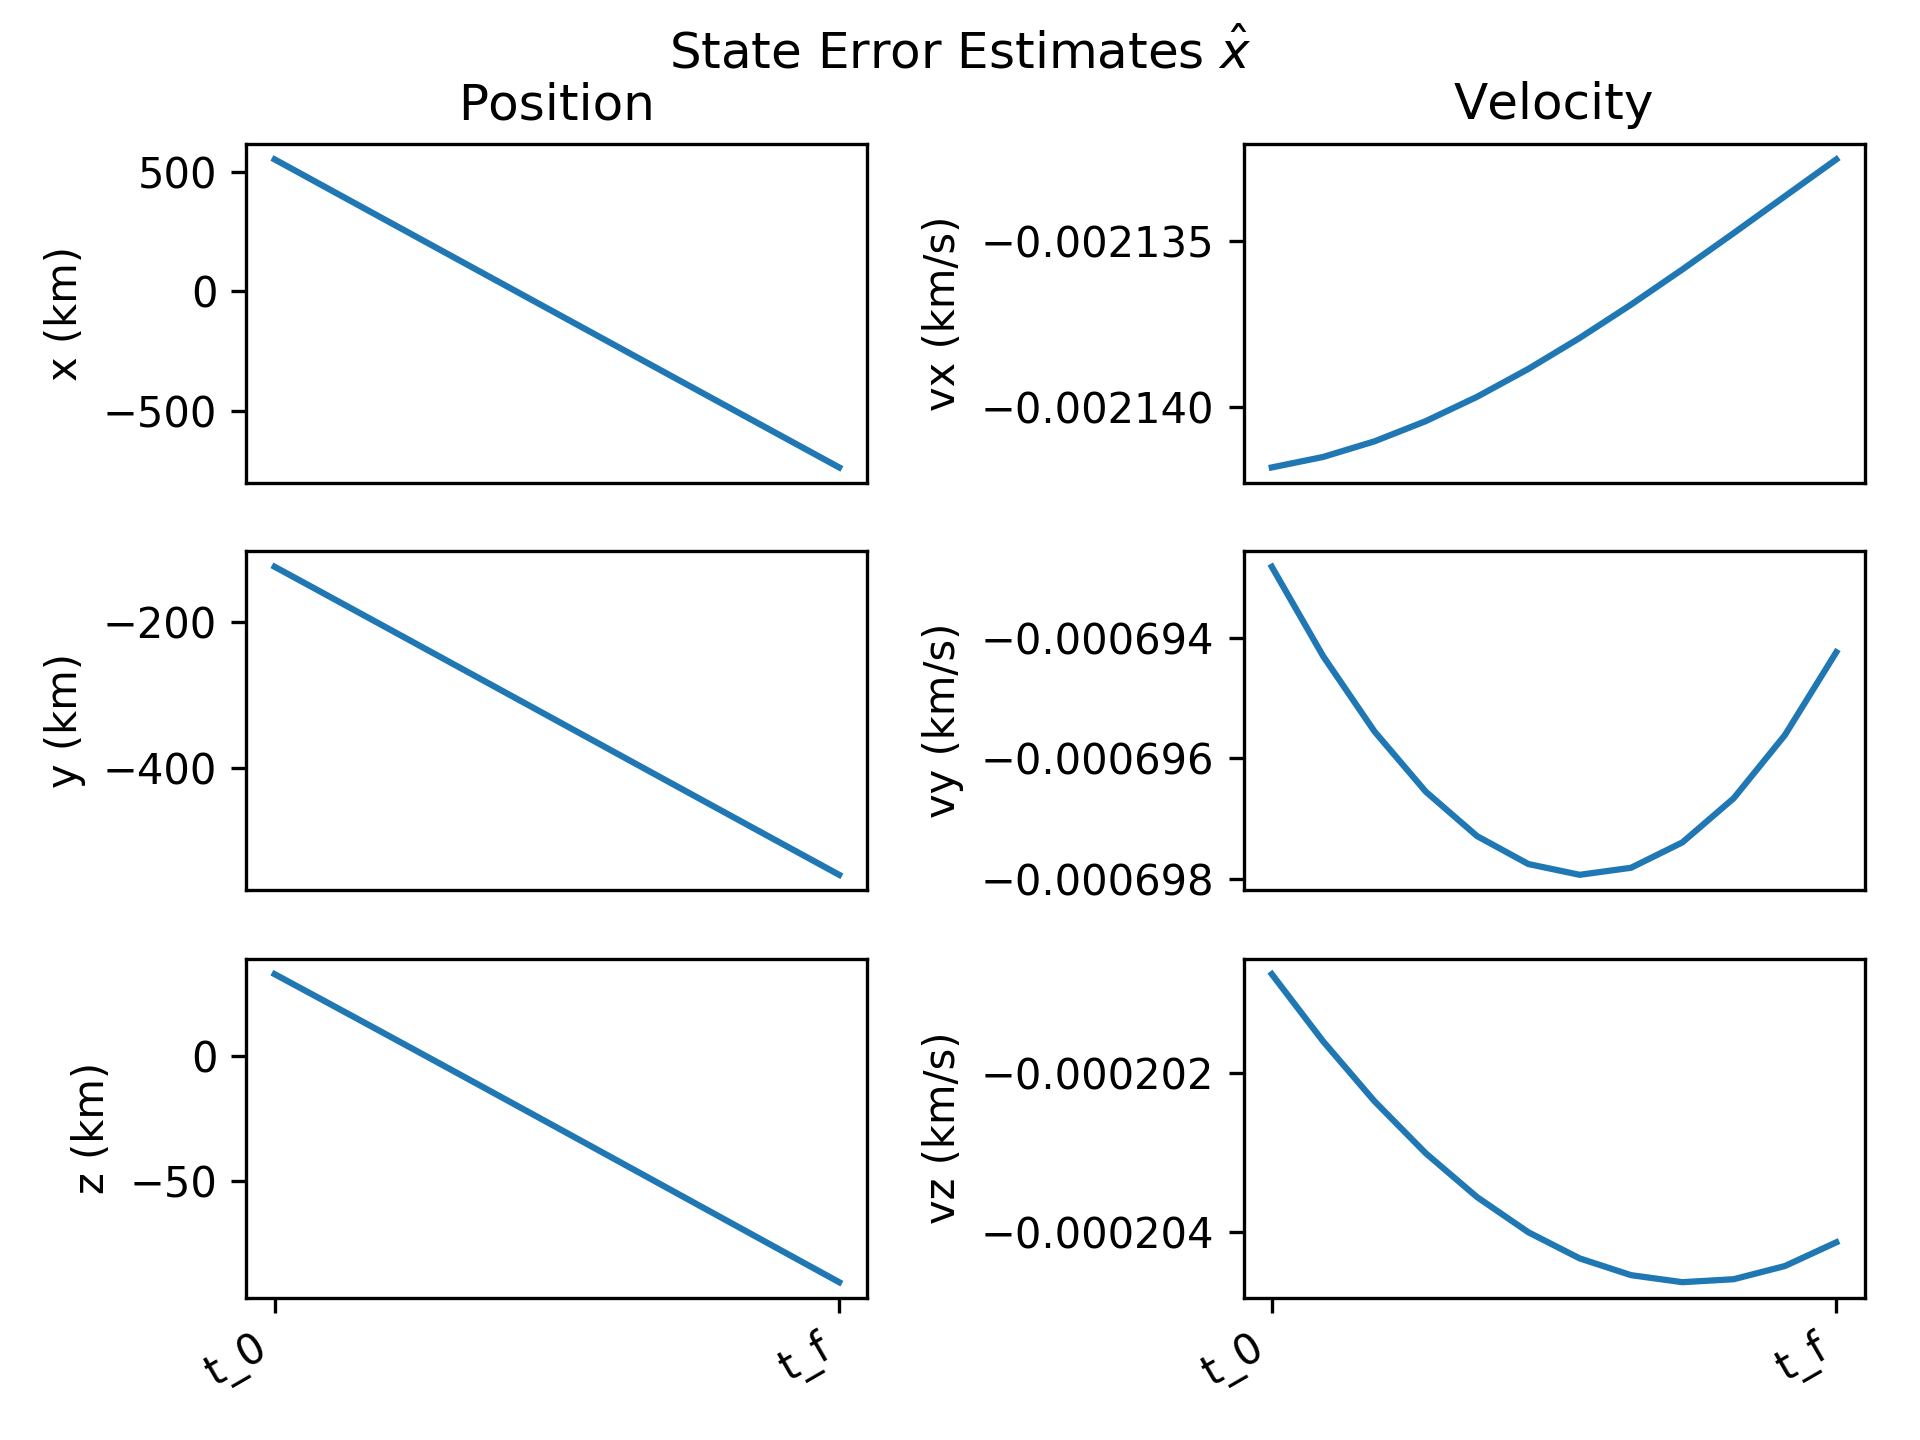 State Error Estimates x̂
Position
Velocity
x (km)
500
0
−500
vx (km/s)
−0.002135
−0.002140
y (km)
−200
−400
vy (km/s)
−0.000694
−0.000696
−0.000698
z (km)
0
−50
vz (km/s)
−0.000202
−0.000204
t_0
t_f
t_0
t_f